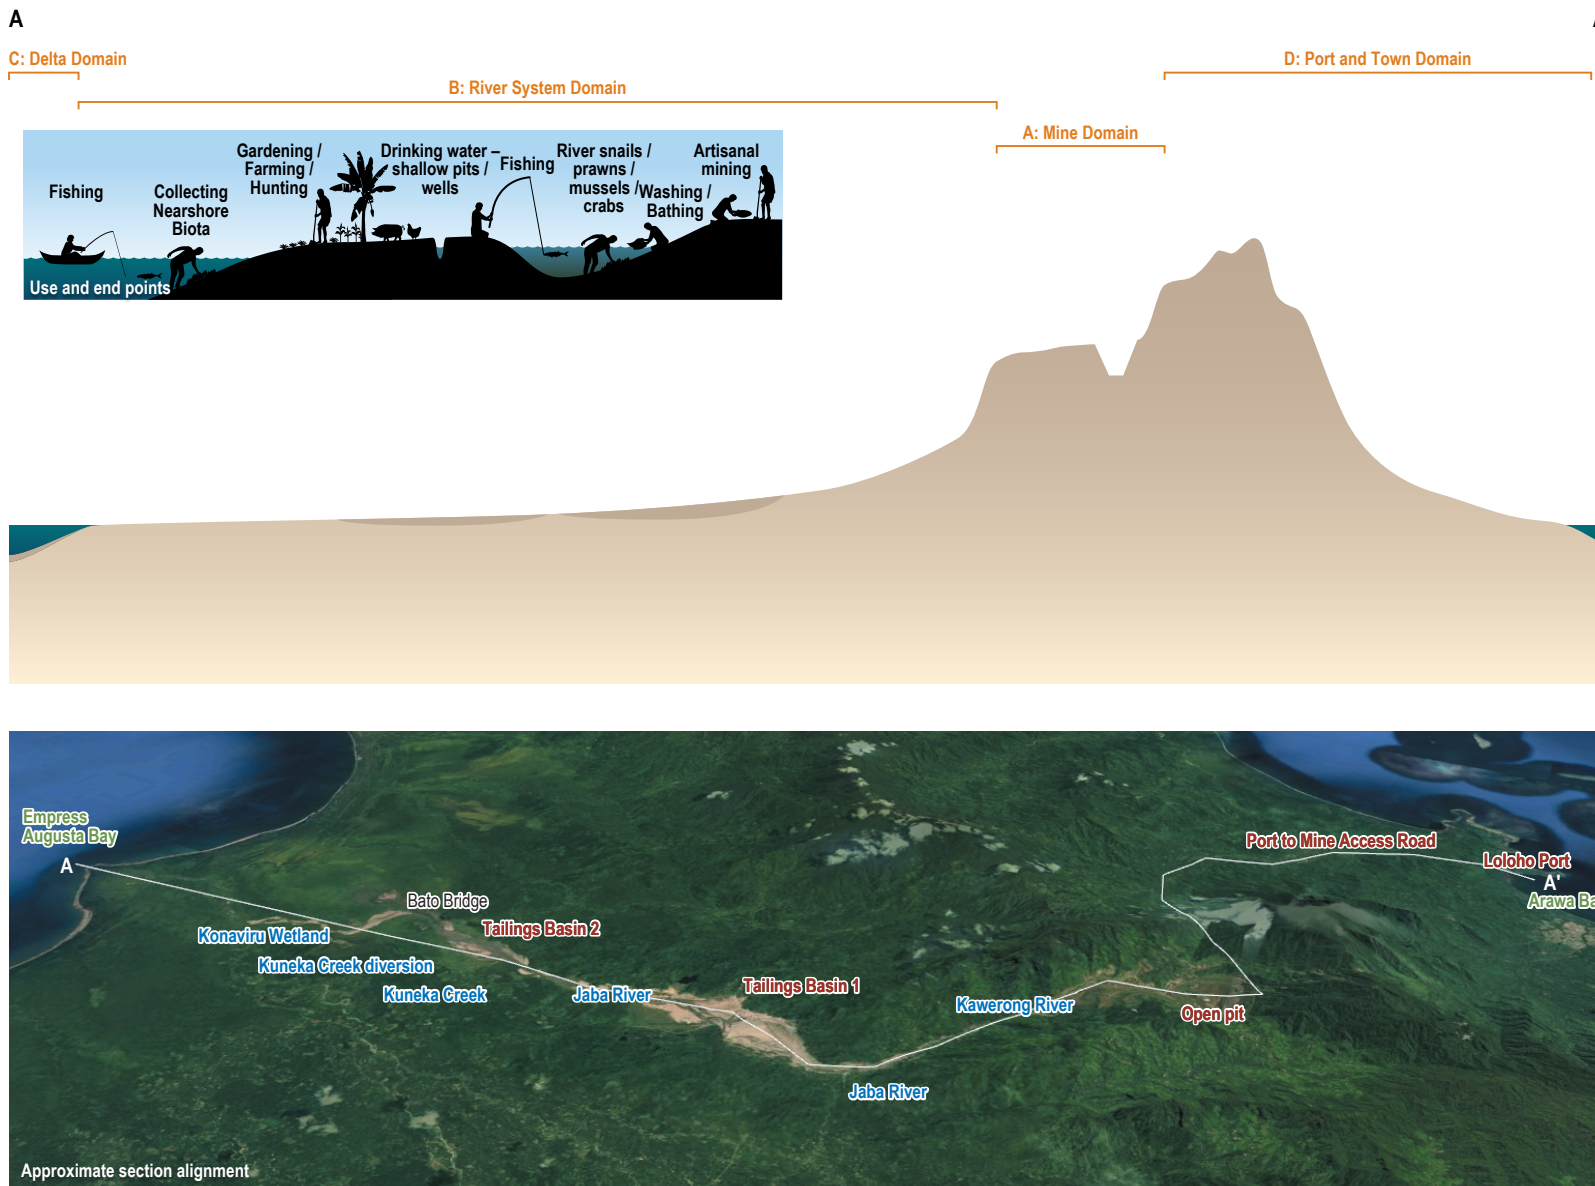 A
C: Delta Domain
D: Port and Town Domain
B: River System Domain
A: Mine Domain
Fishing
Collecting
Nearshore
Biota
Gardening /
Farming /
Hunting
Drinking water –
shallow pits /
wells
Fishing
River snails /
prawns /
mussels /
crabs
Washing /
Bathing
Artisanal
mining
Use and end points
Empress
Augusta Bay
A
Bato Bridge
Konaviru Wetland
Tailings Basin 2
Kuneka Creek diversion
Kuneka Creek
Jaba River
Tailings Basin 1
Kawerong River
Open pit
Jaba River
Port to Mine Access Road
Loloho Port
A'
Arawa Ba
Approximate section alignment